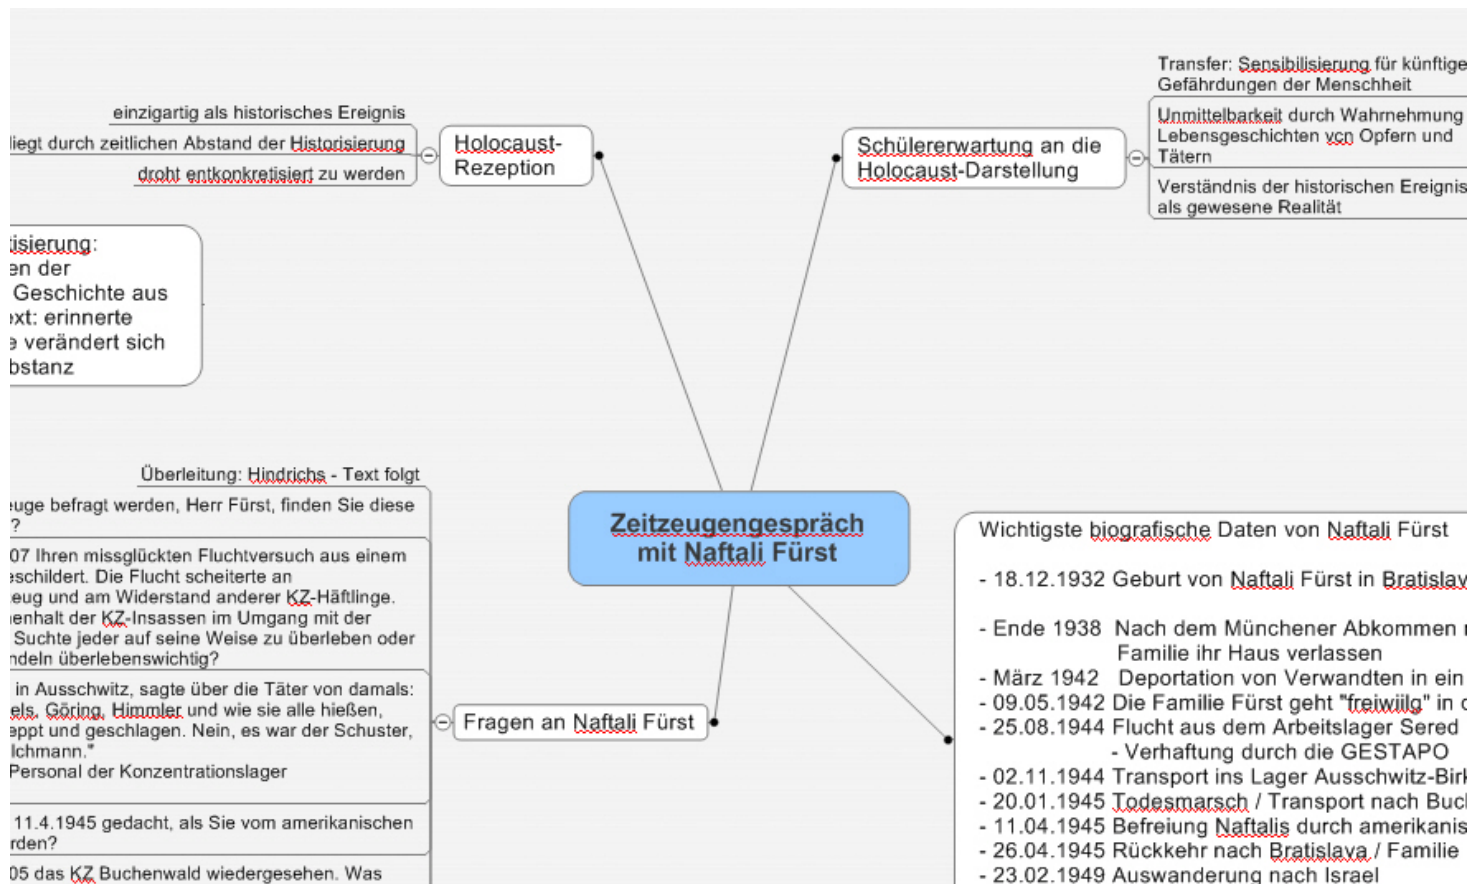 einzigartig als historisches Ereignis
liegt durch zeitlichen Abstand der Historisierung
droht entkonkretisiert zu werden
Holocaust-
Rezeption
Schülererwartung an die
Holocaust-Darstellung
Transfer: Sensibilisierung für künftige
Gefährdungen der Menschheit
Unmittelbarkeit durch Wahrnehmung
Lebensgeschichten von Opfern und
Tätern
Verständnis der historischen Ereignis
als gewesene Realität
isierung:
en der
Geschichte aus
ext: erinnerte
e verändert sich
bstanz
Zeitzeugengespräch
mit Naftali Fürst
Überleitung: Hindrichs - Text folgt
euge befragt werden, Herr Fürst, finden Sie diese
?
07 Ihren missglückten Fluchtversuch aus einem
eschildert. Die Flucht scheiterte an
eug und am Widerstand anderer KZ-Häftlinge.
enhalt der KZ-Insassen im Umgang mit der
Suchte jeder auf seine Weise zu überleben oder
ndeln überlebenswichtig?
in Ausschwitz, sagte über die Täter von damals:
els, Göring, Himmler und wie sie alle hießen,
eppt und geschlagen. Nein, es war der Schuster,
lchmann."
Personal der Konzentrationslager
11.4.1945 gedacht, als Sie vom amerikanischen
rden?
05 das KZ Buchenwald wiedergesehen. Was
Fragen an Naftali Fürst
Wichtigste biografische Daten von Naftali Fürst
- 18.12.1932 Geburt von Naftali Fürst in Bratislav
- Ende 1938 Nach dem Münchener Abkommen
Familie ihr Haus verlassen
- März 1942 Deportation von Verwandten in ein
- 09.05.1942 Die Familie Fürst geht "freiwiilg" in
- 25.08.1944 Flucht aus dem Arbeitslager Sered
- Verhaftung durch die GESTAPO
- 02.11.1944 Transport ins Lager Ausschwitz-Birk
- 20.01.1945 Todesmarsch / Transport nach Buc
- 11.04.1945 Befreiung Naftalis durch amerikanis
- 26.04.1945 Rückkehr nach Bratislava / Familie
- 23.02.1949 Auswanderung nach Israel